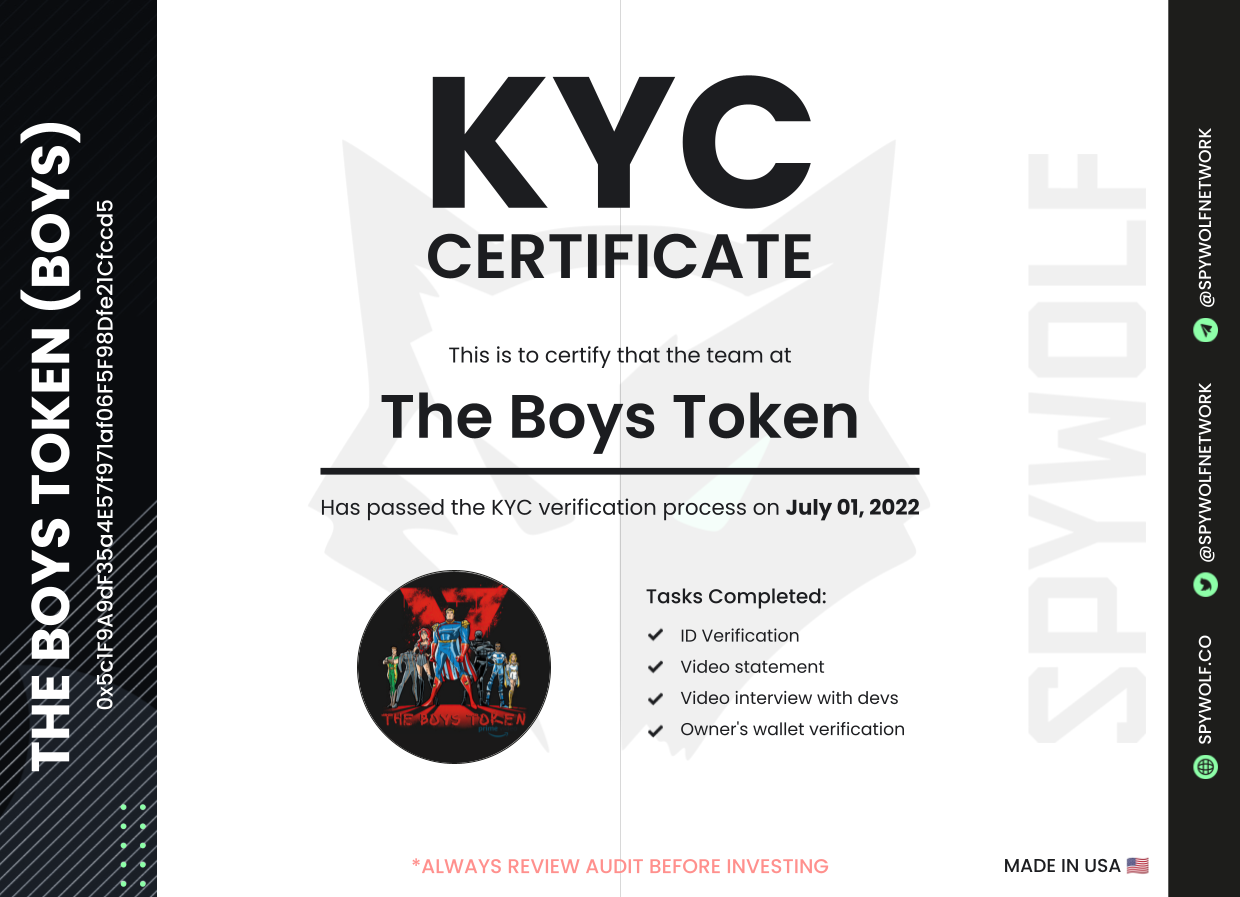 THE BOYS TOKEN (BOYS)
0x5c1F9A9dF35a4E57f971af06F5F98Dfe21Cfccd5
KYC
CERTIFICATE
This is to certify that the team at
The Boys Token
Has passed the KYC verification process on July 01, 2022
THE BOYS TOKEN
prime
Tasks Completed:
ID Verification
Video statement
Video interview with devs
Owner's wallet verification
*ALWAYS REVIEW AUDIT BEFORE INVESTING
MADE IN USA
SPYWOLF
SPYWOLF.CO
@SPYWOLFNETWORK
@SPYWOLFNETWORK